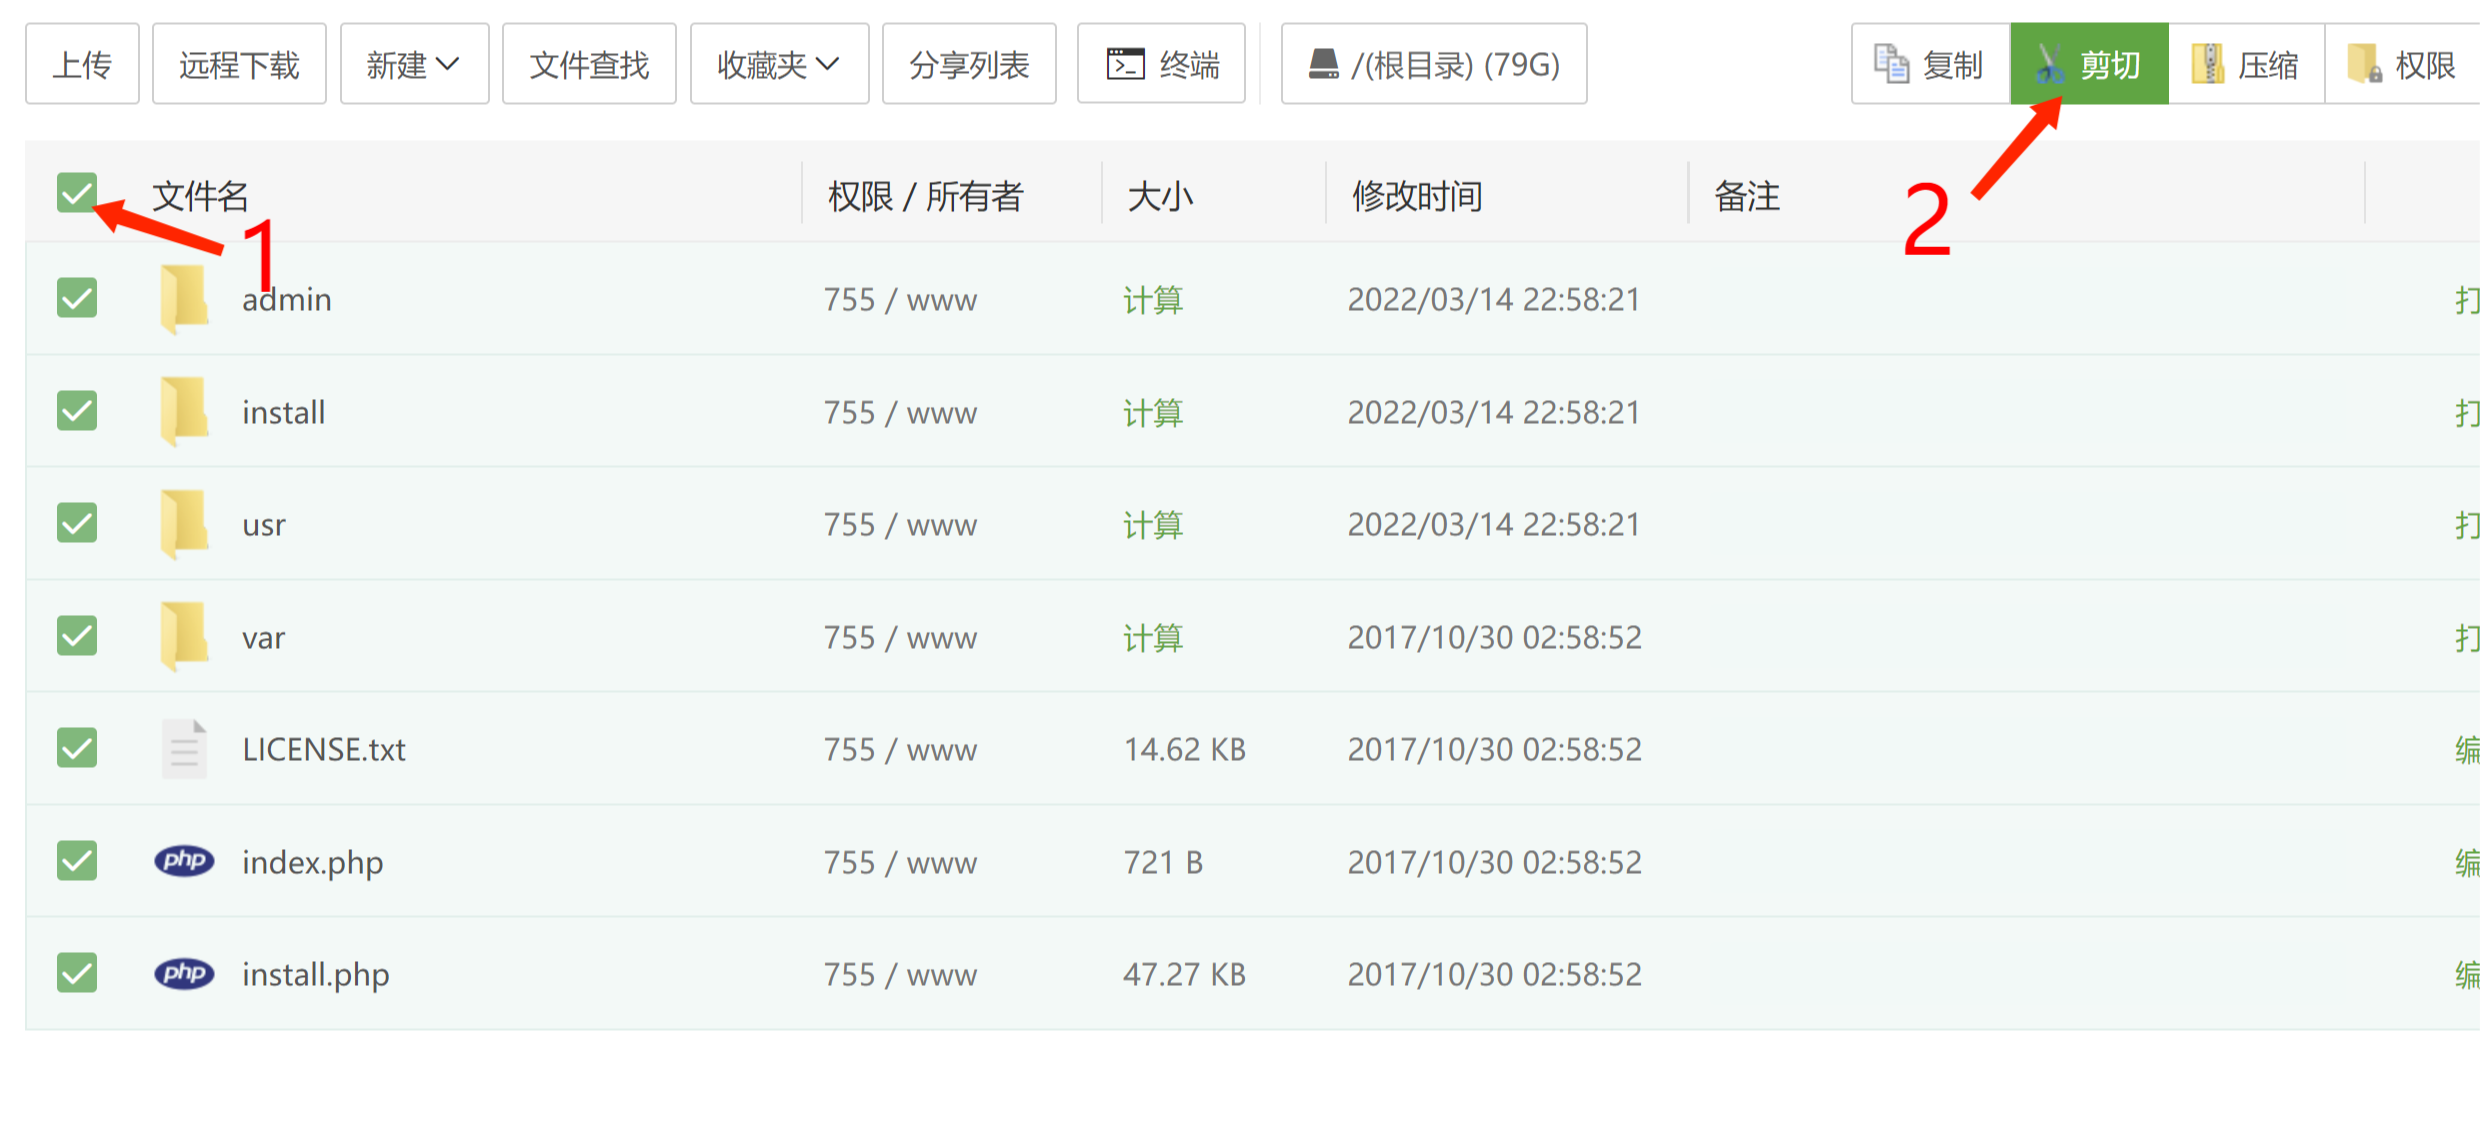 上传 远程下载 新建 文件查找 收藏夹 分享列表 终端 /(根目录) (79G) 复制 剪切 压缩 权限
文件名 权限 / 所有者 大小 修改时间 备注
1 2
admin 755 / www 计算 2022/03/14 22:58:21 打
install 755 / www 计算 2022/03/14 22:58:21 打
usr 755 / www 计算 2022/03/14 22:58:21 打
var 755 / www 计算 2017/10/30 02:58:52 打
LICENSE.txt 755 / www 14.62 KB 2017/10/30 02:58:52 编
php index.php 755 / www 721 B 2017/10/30 02:58:52 编
php install.php 755 / www 47.27 KB 2017/10/30 02:58:52 编